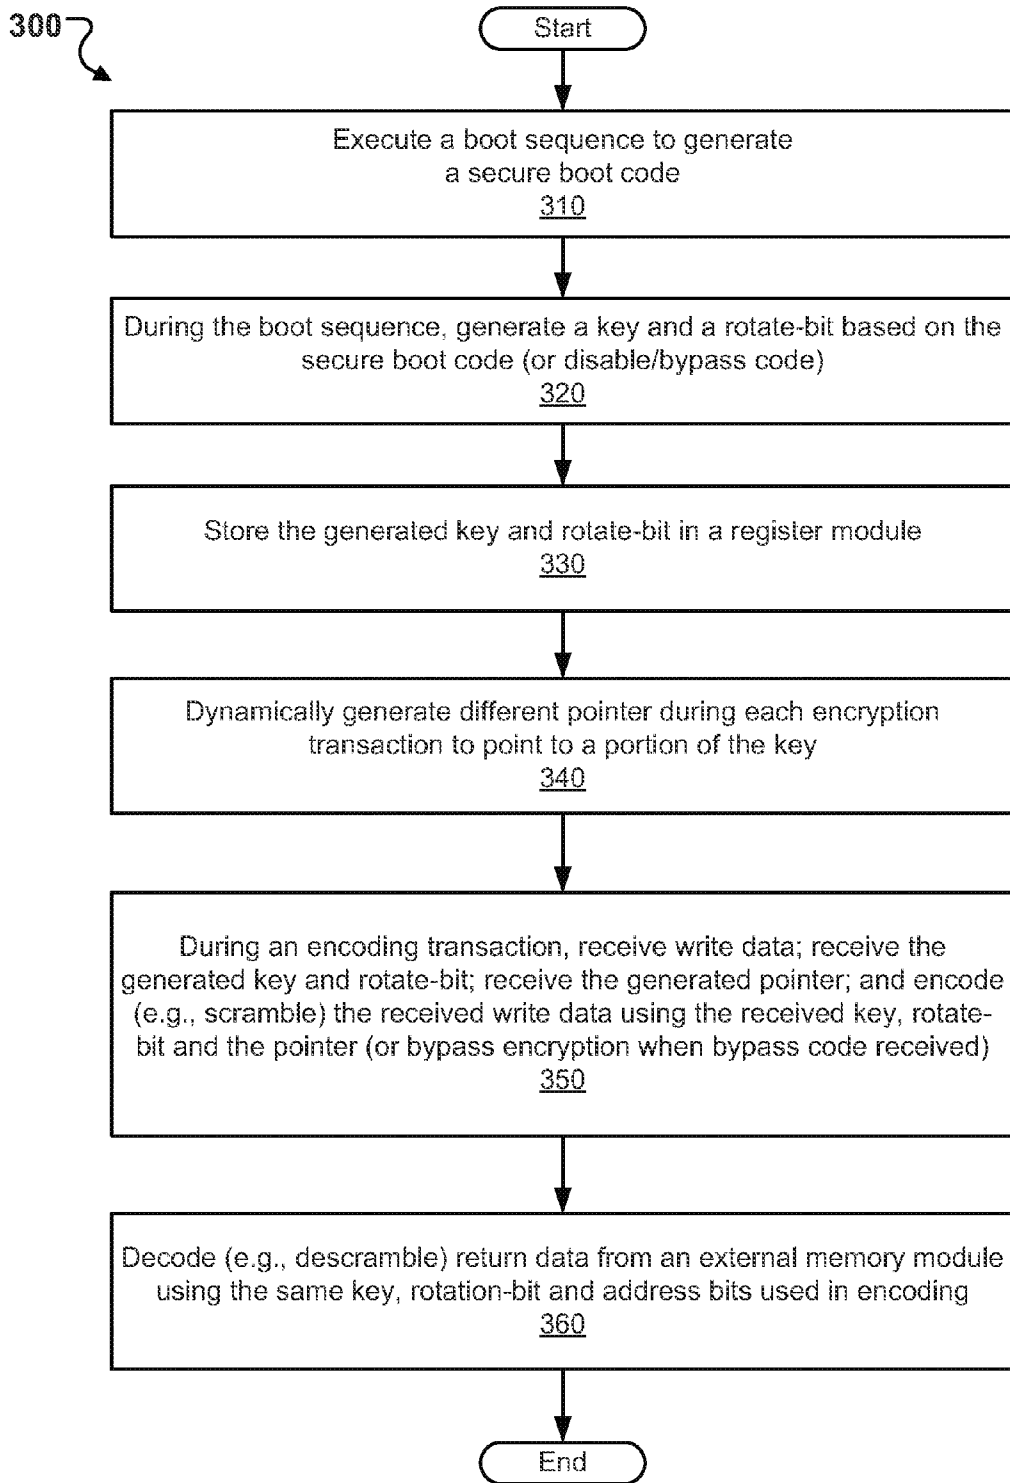 300
Start
Execute a boot sequence to generate
a secure boot code
310
During the boot sequence, generate a key and a rotate-bit based on the
secure boot code (or disable/bypass code)
320
Store the generated key and rotate-bit in a register module
330
Dynamically generate different pointer during each encryption
transaction to point to a portion of the key
340
During an encoding transaction, receive write data; receive the
generated key and rotate-bit; receive the generated pointer; and encode
(e.g., scramble) the received write data using the received key, rotate-
bit and the pointer (or bypass encryption when bypass code received)
350
Decode (e.g., descramble) return data from an external memory module
using the same key, rotation-bit and address bits used in encoding
360
End